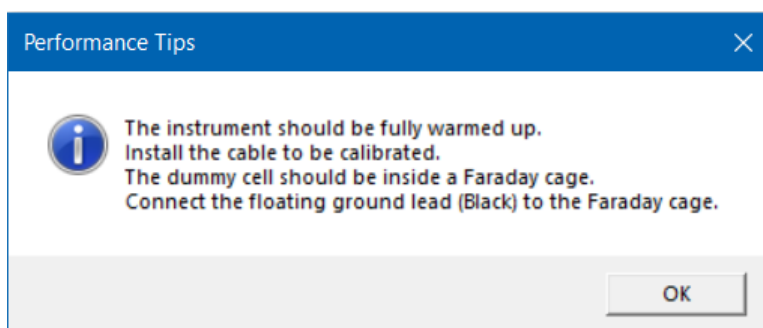 Performance Tips
The instrument should be fully warmed up.
Install the cable to be calibrated.
The dummy cell should be inside a Faraday cage.
Connect the floating ground lead (Black) to the Faraday cage.
OK